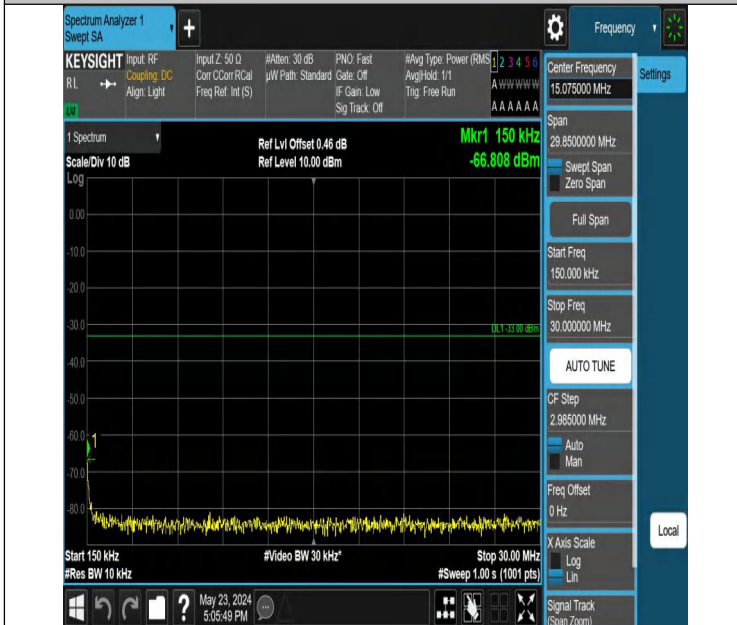 Spectrum Analyzer 1
Swept SA
+
Frequency
KEYSIGHT
RL
Input: RF
Coupling: DC
Align: Light
Input Z: 50 Ω
Corr CCorr RCal
Freq Ref: Int (S)
#Atten: 30 dB
µW Path: Standard
PNO: Fast
Gate: Off
IF Gain: Low
Sig Track: Off
#Avg Type: Power (RMS
Avg|Hold: 1/1
Trig: Free Run
1 2 3 4 5 6
A W W W W W
A A A A A A
1 Spectrum
Scale/Div 10 dB
Log
Ref Lvl Offset 0.46 dB
Ref Level 10.00 dBm
Mkr1 150 kHz
-66.808 dBm
0.00
-10.0
-20.0
-30.0
DL1 -33.00 dBm
-40.0
-50.0
-60.0
1
-70.0
-80.0
Start 150 kHz
#Res BW 10 kHz
#Video BW 30 kHz*
Stop 30.00 MHz
#Sweep 1.00 s (1001 pts)
?
May 23, 2024
5:05:49 PM
Center Frequency
15.075000 MHz
Settings
Span
29.8500000 MHz
Swept Span
Zero Span
Full Span
Start Freq
150.000 kHz
Stop Freq
30.000000 MHz
AUTO TUNE
CF Step
2.985000 MHz
Auto
Man
Freq Offset
0 Hz
Local
X Axis Scale
Log
Lin
Signal Track
(Span Zoom)